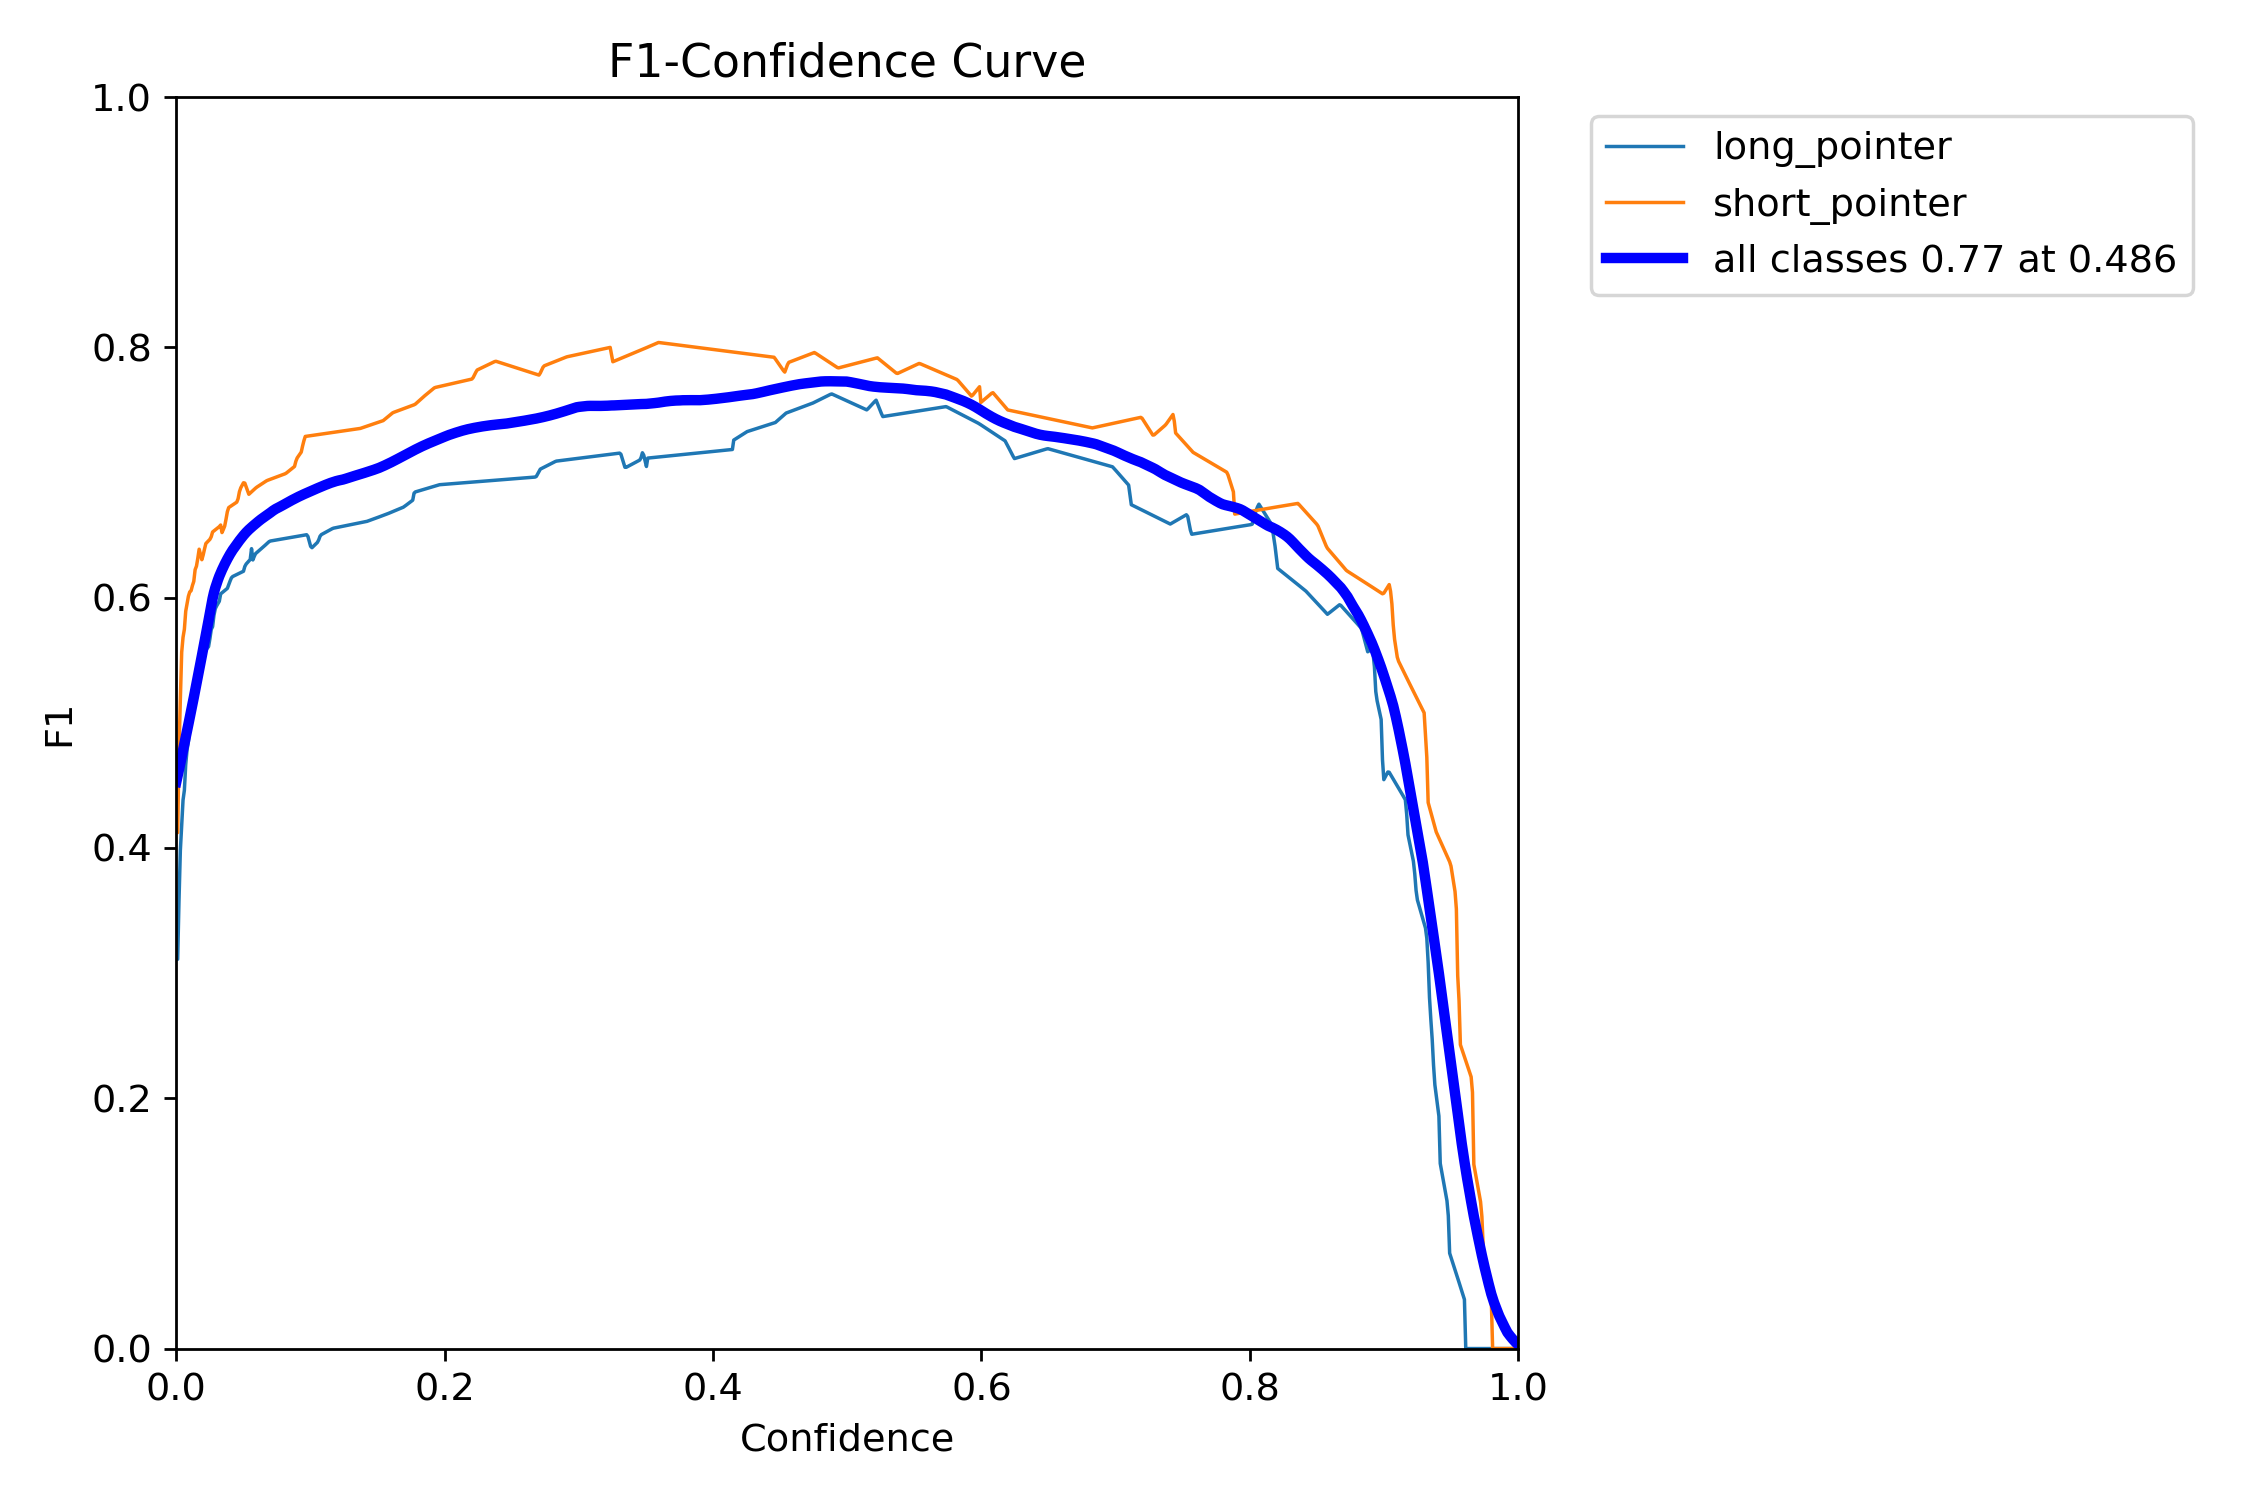 F1-Confidence Curve
1.0
0.8
0.6
0.4
0.2
0.0
F1
0.0 0.2 0.4 0.6 0.8 1.0
Confidence
long_pointer
short_pointer
all classes 0.77 at 0.486